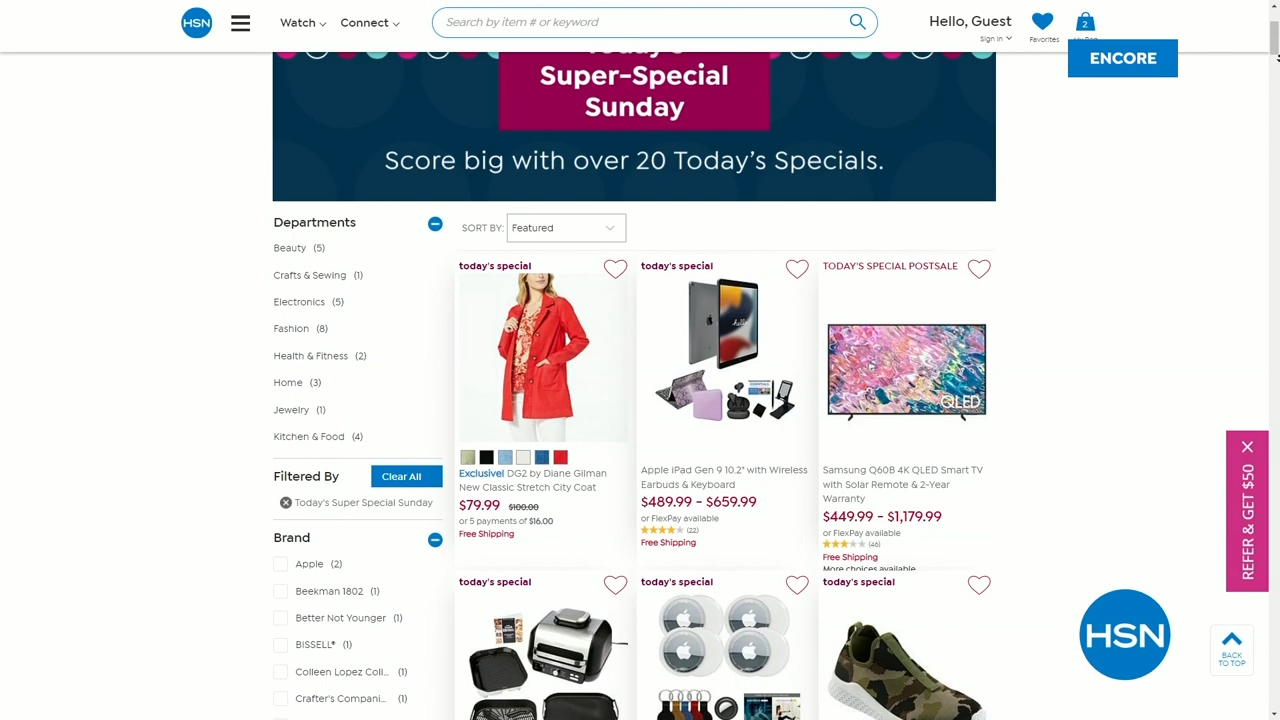 HSN
Watch
Connect
Search by item # or keyword
Hello, Guest
Sign In
Favorites
2
ENCORE
Super-Special
Sunday
Score big with over 20 Today's Specials.
Departments
Beauty (5)
Crafts & Sewing (1)
Electronics (5)
Fashion (8)
Health & Fitness (2)
Home (3)
Jewelry (1)
Kitchen & Food (4)
Filtered By
Clear All
Today's Super Special Sunday
Brand
Apple (2)
Beekman 1802 (1)
Better Not Younger (1)
BISSELL® (1)
Colleen Lopez Coll... (1)
Crafter's Compani... (1)
SORT BY: Featured
today's special
Exclusive! DG2 by Diane Gilman
New Classic Stretch City Coat
$79.99 $100.00
or 5 payments of $16.00
Free Shipping
today's special
hello
Apple iPad Gen 9 10.2" with Wireless
Earbuds & Keyboard
$489.99 - $659.99
or FlexPay available
(22)
Free Shipping
TODAY'S SPECIAL POSTSALE
QLED
Samsung Q60B 4K QLED Smart TV
with Solar Remote & 2-Year
Warranty
$449.99 - $1,179.99
or FlexPay available
(46)
Free Shipping
More choices available
today's special
today's special
today's special
REFER & GET $50
HSN
BACK
TO TOP